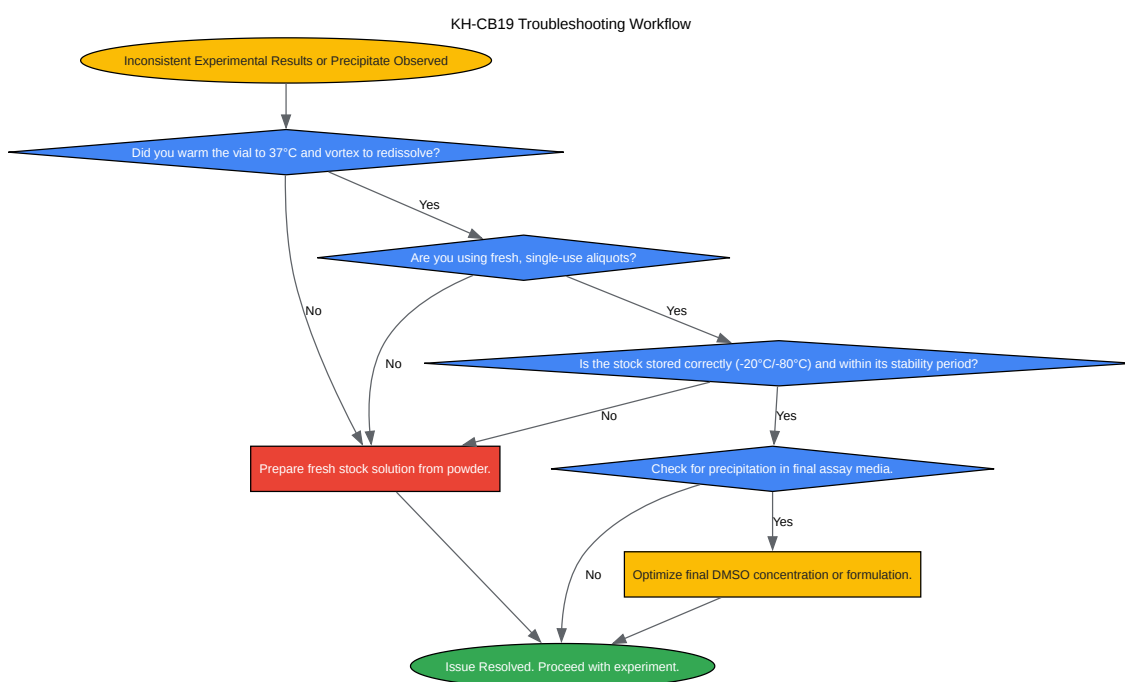 KH-CB19 Troubleshooting Workflow
Inconsistent Experimental Results or Precipitate Observed
Did you warm the vial to 37°C and vortex to redissolve?
Yes
Are you using fresh, single-use aliquots?
No
Yes
No
Is the stock stored correctly (-20°C/-80°C) and within its stability period?
No
Yes
Prepare fresh stock solution from powder.
Check for precipitation in final assay media.
Yes
No
Optimize final DMSO concentration or formulation.
Issue Resolved. Proceed with experiment.